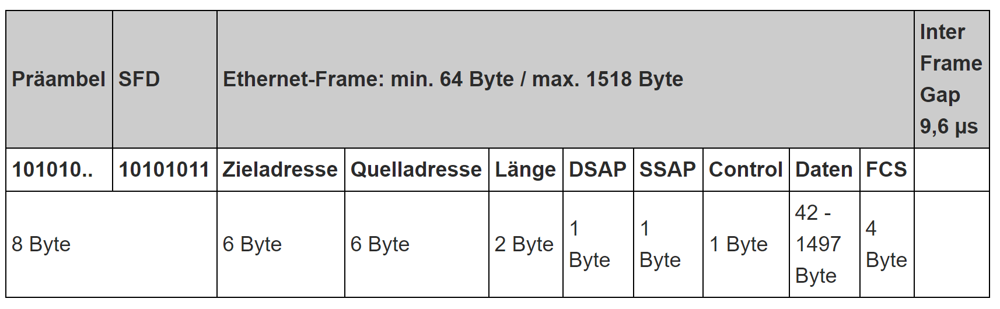 Präambel SFD Ethernet-Frame: min. 64 Byte / max. 1518 Byte Inter
Frame
Gap
9,6 µs
101010.. 10101011 Zieladresse Quelladresse Länge DSAP SSAP Control Daten FCS
8 Byte 6 Byte 6 Byte 2 Byte 1
Byte 1
Byte 1 Byte 42 -
1497
Byte 4
Byte